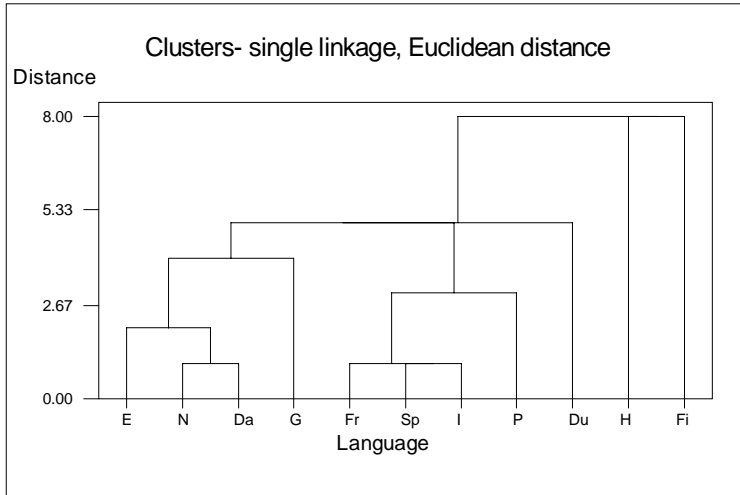 Clusters- single linkage, Euclidean distance
Distance
8.00
5.33
2.67
0.00
E N Da G Fr Sp I P Du H Fi
Language